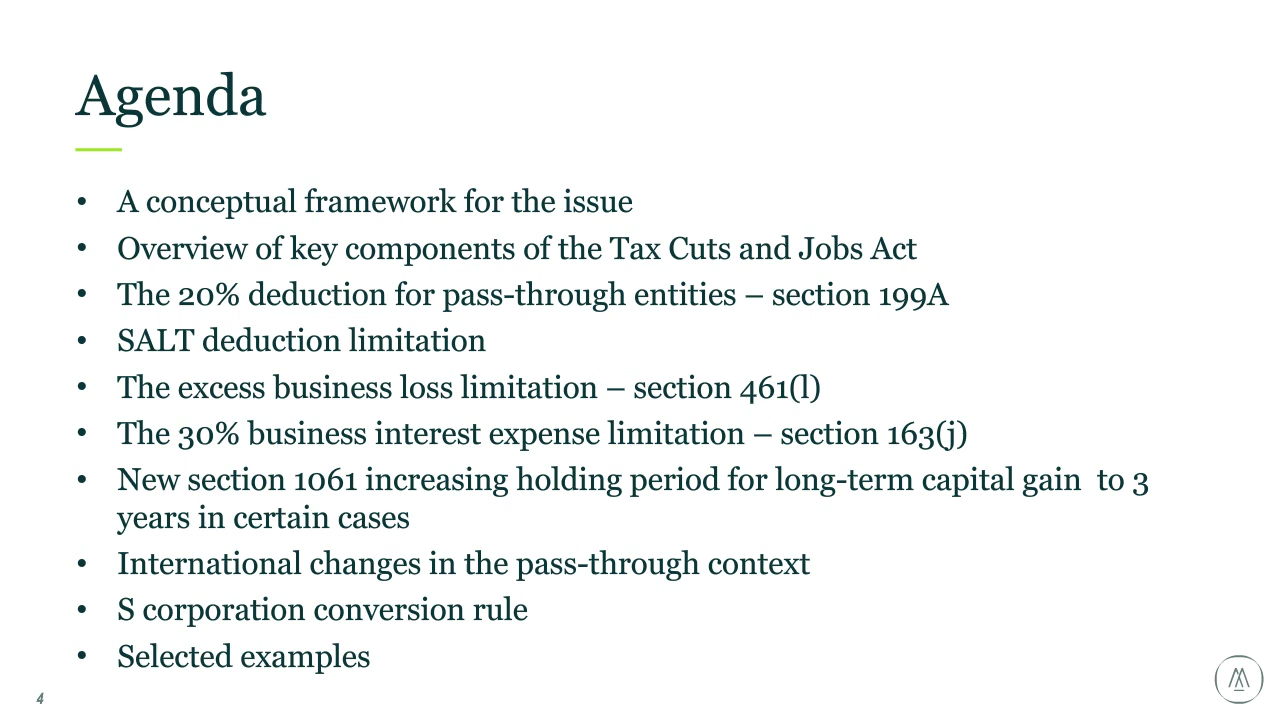 Agenda
• A conceptual framework for the issue
• Overview of key components of the Tax Cuts and Jobs Act
• The 20% deduction for pass-through entities – section 199A
• SALT deduction limitation
• The excess business loss limitation – section 461(l)
• The 30% business interest expense limitation – section 163(j)
• New section 1061 increasing holding period for long-term capital gain  to 3
years in certain cases
• International changes in the pass-through context
• S corporation conversion rule
• Selected examples
4